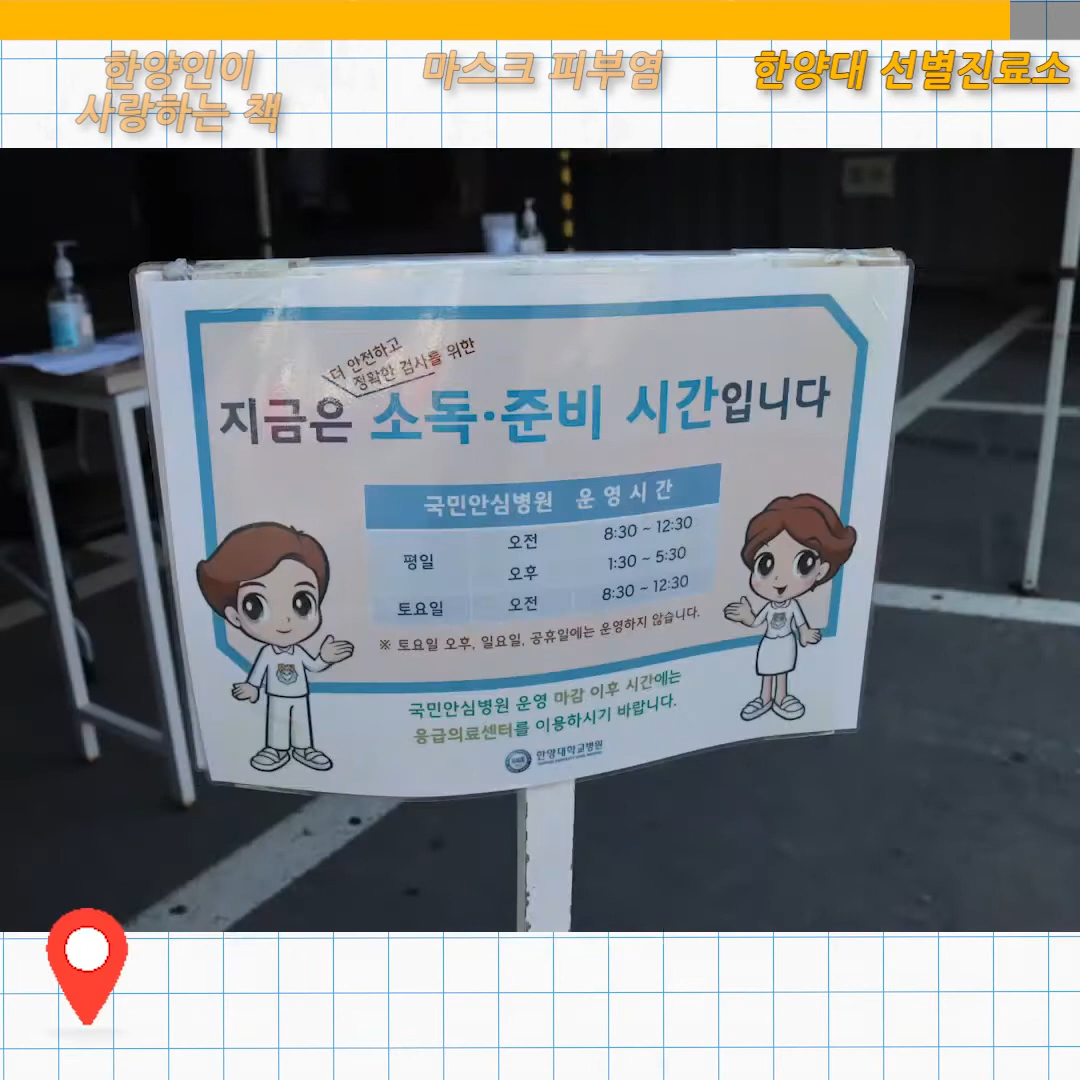 한양인이
사랑하는 책
마스크 피부염
한양대 선별진료소
더 안전하고
정확한 검사를 위한
지금은 소독·준비 시간입니다
국민안심병원 운영시간
평일 오전 8:30 ~ 12:30
오후 1:30 ~ 5:30
토요일 오전 8:30 ~ 12:30
※ 토요일 오후, 일요일, 공휴일에는 운영하지 않습니다.
국민안심병원 운영 마감 이후 시간에는
응급의료센터를 이용하시기 바랍니다.
한양대학교병원